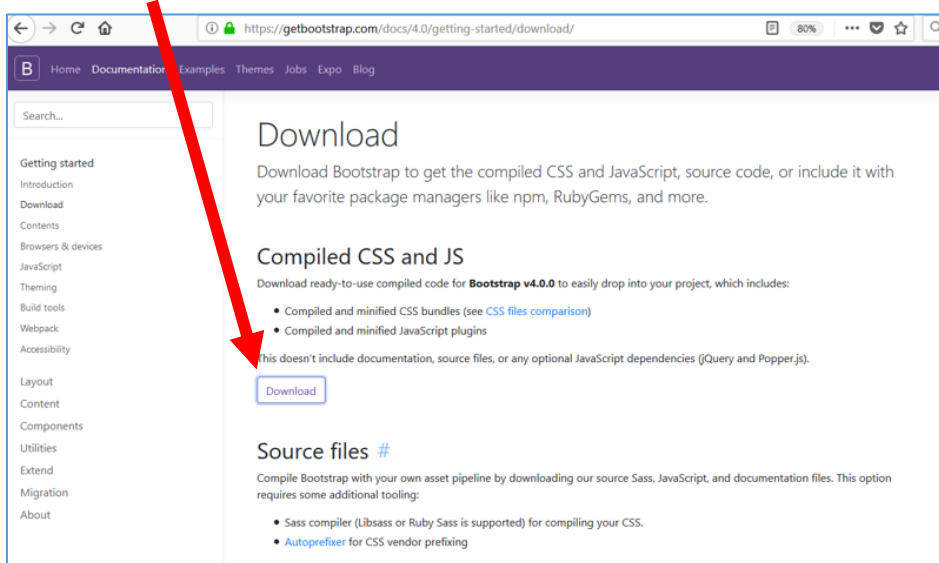 https://getbootstrap.com/docs/4.0/getting-started/download/ 80%
B Home Documentation Examples Themes Jobs Expo Blog
Search...
Getting started
Introduction
Download
Contents
Browsers & devices
JavaScript
Theming
Build tools
Webpack
Accessibility
Layout
Content
Components
Utilities
Extend
Migration
About
Download
Download Bootstrap to get the compiled CSS and JavaScript, source code, or include it with
your favorite package managers like npm, RubyGems, and more.
Compiled CSS and JS
Download ready-to-use compiled code for Bootstrap v4.0.0 to easily drop into your project, which includes:
• Compiled and minified CSS bundles (see CSS files comparison)
• Compiled and minified JavaScript plugins
This doesn't include documentation, source files, or any optional JavaScript dependencies (jQuery and Popper.js).
Download
Source files #
Compile Bootstrap with your own asset pipeline by downloading our source Sass, JavaScript, and documentation files. This option
requires some additional tooling:
• Sass compiler (Libsass or Ruby Sass is supported) for compiling your CSS.
• Autoprefixer for CSS vendor prefixing